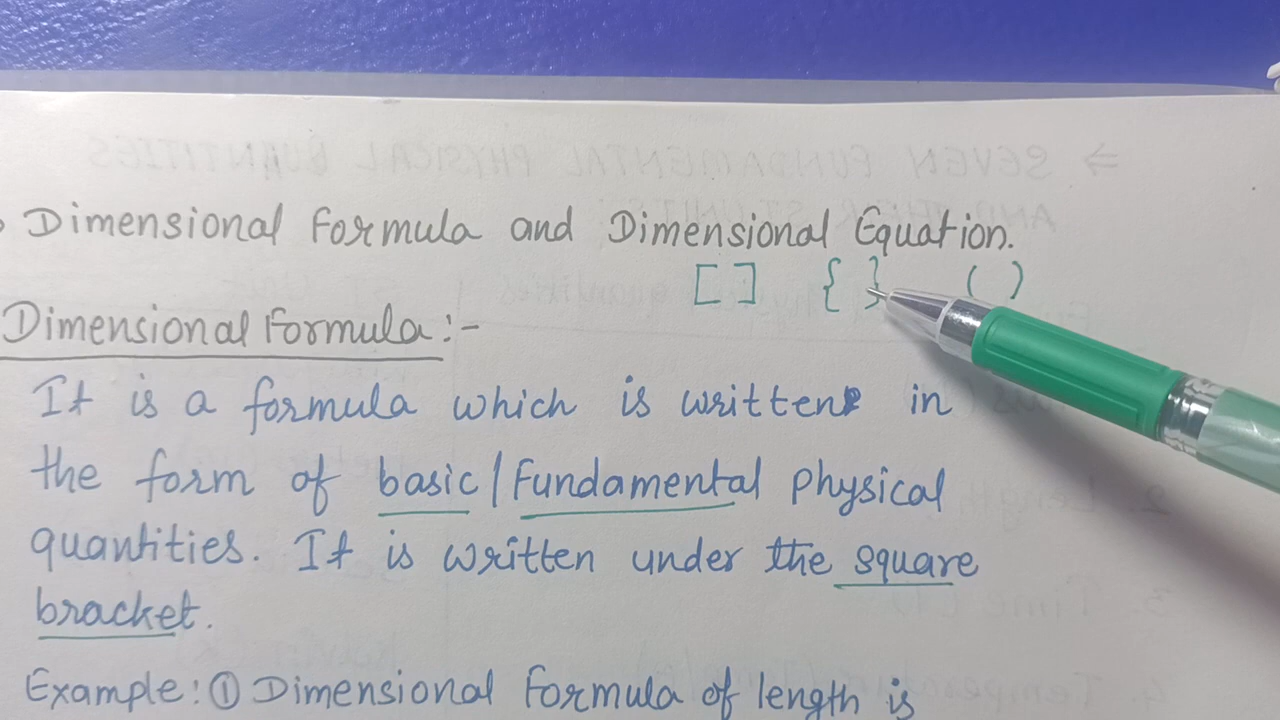 Dimensional Formula and Dimensional Equation.
[ ] { } ( )
Dimensional Formula :-
It is a formula which is written in
the form of basic/Fundamental physical
quantities. It is written under the square
bracket.
Example: ① Dimensional Formula of length is